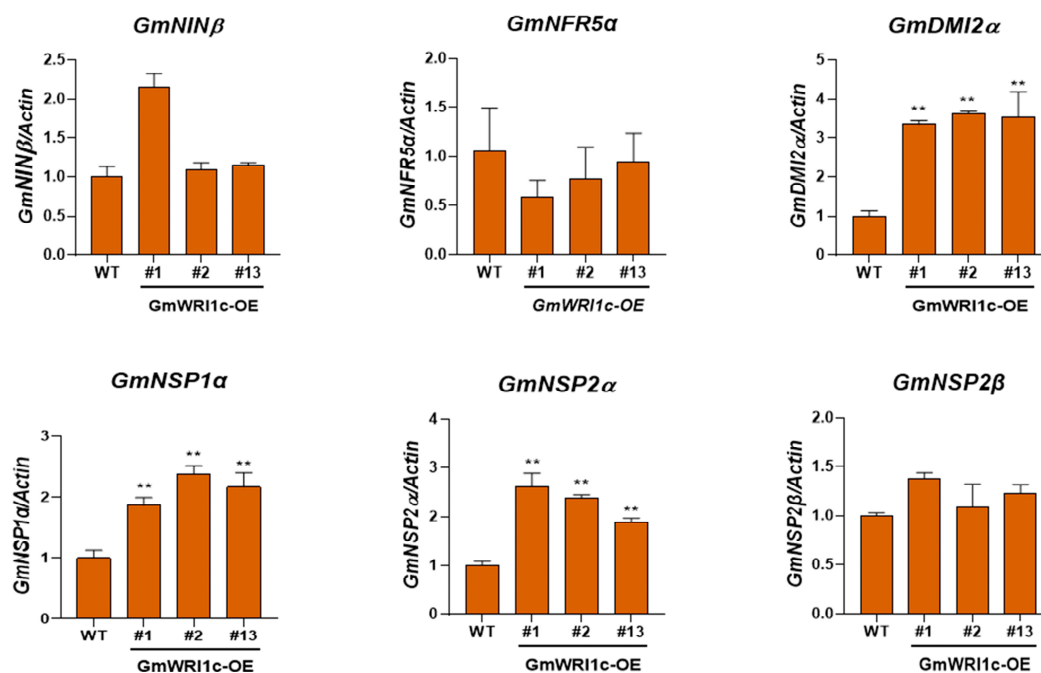 GmNINβ
GmNINβ/Actin
2.5
2.0
1.5
1.0
0.5
0.0
WT #1 #2 #13
GmWRI1c-OE
GmNFR5α
GmNFR5α/Actin
2.0
1.5
1.0
0.5
0.0
WT #1 #2 #13
GmWRI1c-OE
GmDMI2α
GmDMI2α/Actin
5
4
3
2
1
0
** ** **
WT #1 #2 #13
GmWRI1c-OE
GmNSP1α
GmNSP1α/Actin
3
2
1
0
** ** **
WT #1 #2 #13
GmWRI1c-OE
GmNSP2α
GmNSP2α/Actin
4
3
2
1
0
** ** **
WT #1 #2 #13
GmWRI1c-OE
GmNSP2β
GmNSP2β/Actin
2.0
1.5
1.0
0.5
0.0
WT #1 #2 #13
GmWRI1c-OE